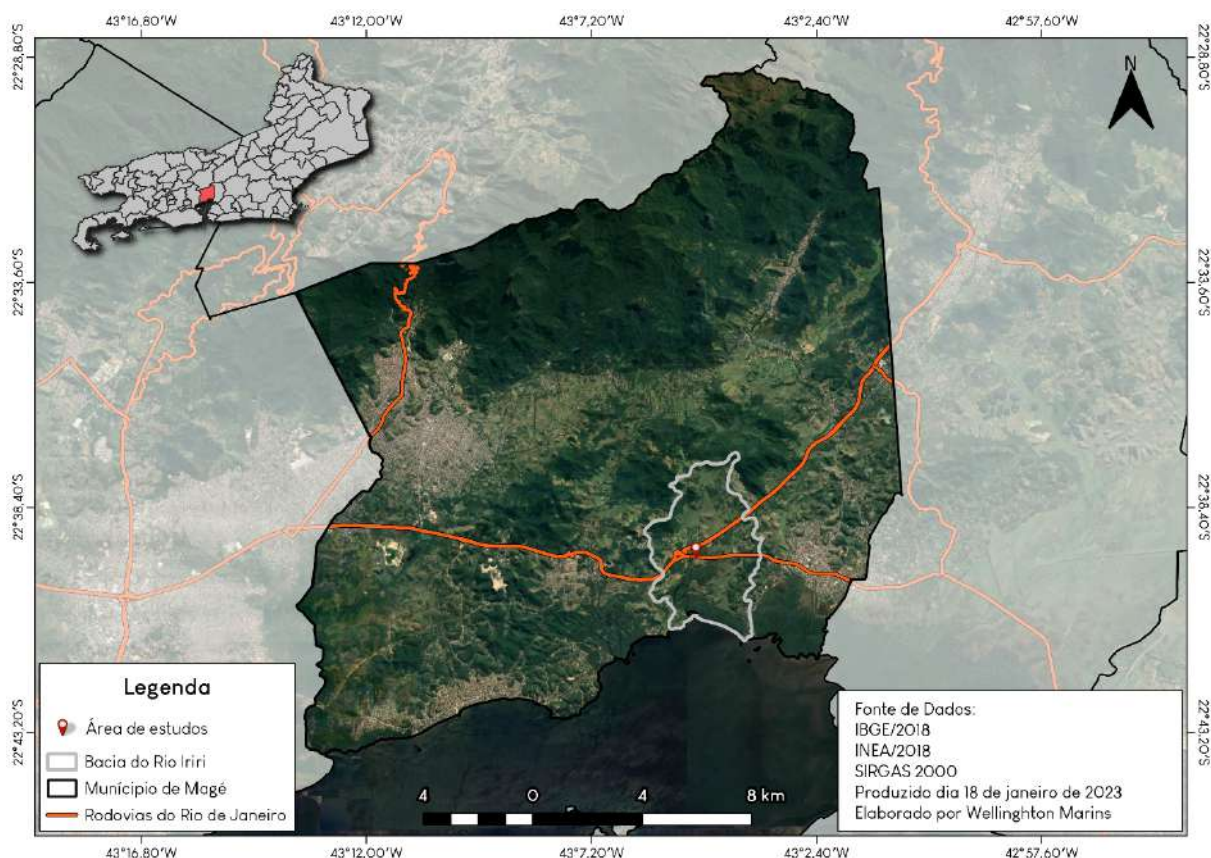 43°16,80'W 43°12,00'W 43°7,20'W 43°2,40'W 42°57,60'W
22°28,80'S
22°28,80'S
N
22°33,60'S
22°33,60'S
22°38,40'S
22°38,40'S
22°43,20'S
22°43,20'S
Legenda
Área de estudos
Bacia do Rio Iriri
Munícipio de Magé
Rodovias do Rio de Janeiro
4 0 4 8 km
Fonte de Dados:
IBGE/2018
INEA/2018
SIRGAS 2000
Produzido dia 18 de janeiro de 2023
Elaborado por Wellinghton Marins
43°16,80'W 43°12,00'W 43°7,20'W 43°2,40'W 42°57,60'W